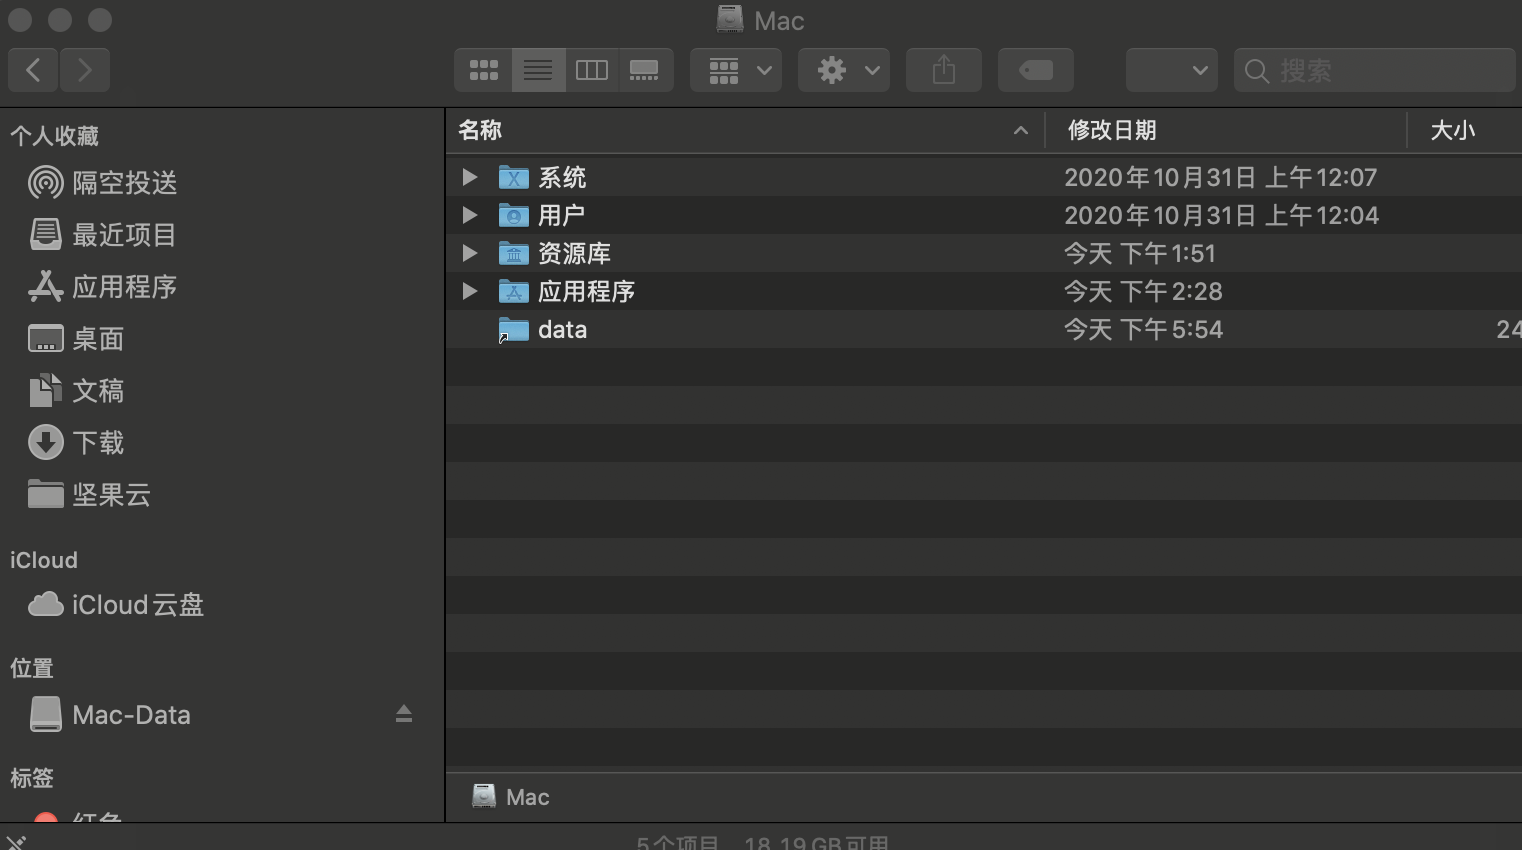 Mac
搜索
个人收藏
隔空投送
最近项目
应用程序
桌面
文稿
下载
坚果云
iCloud
iCloud云盘
位置
Mac-Data
标签
红色
名称 修改日期 大小
系统 2020年10月31日 上午12:07
用户 2020年10月31日 上午12:04
资源库 今天 下午1:51
应用程序 今天 下午2:28
data 今天 下午5:54 24
Mac
5个项目，18.19 GB可用